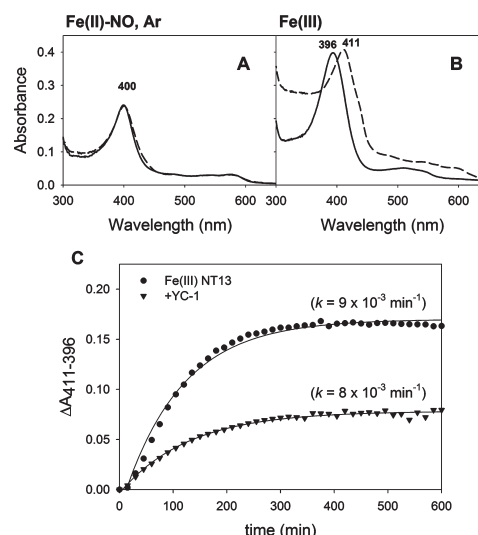 Fe(II)-NO, Ar
Fe(III)
0.4
0.3
0.2
0.1
0.0
Absorbance
A
400
300 400 500 600
Wavelength (nm)
B
396 411
300 400 500 600
Wavelength (nm)
C
0.20
0.15
0.10
0.05
0.00
ΔA411-396
● Fe(III) NT13
▼ +YC-1
(k = 9 x 10⁻³ min⁻¹)
(k = 8 x 10⁻³ min⁻¹)
0 100 200 300 400 500 600
time (min)